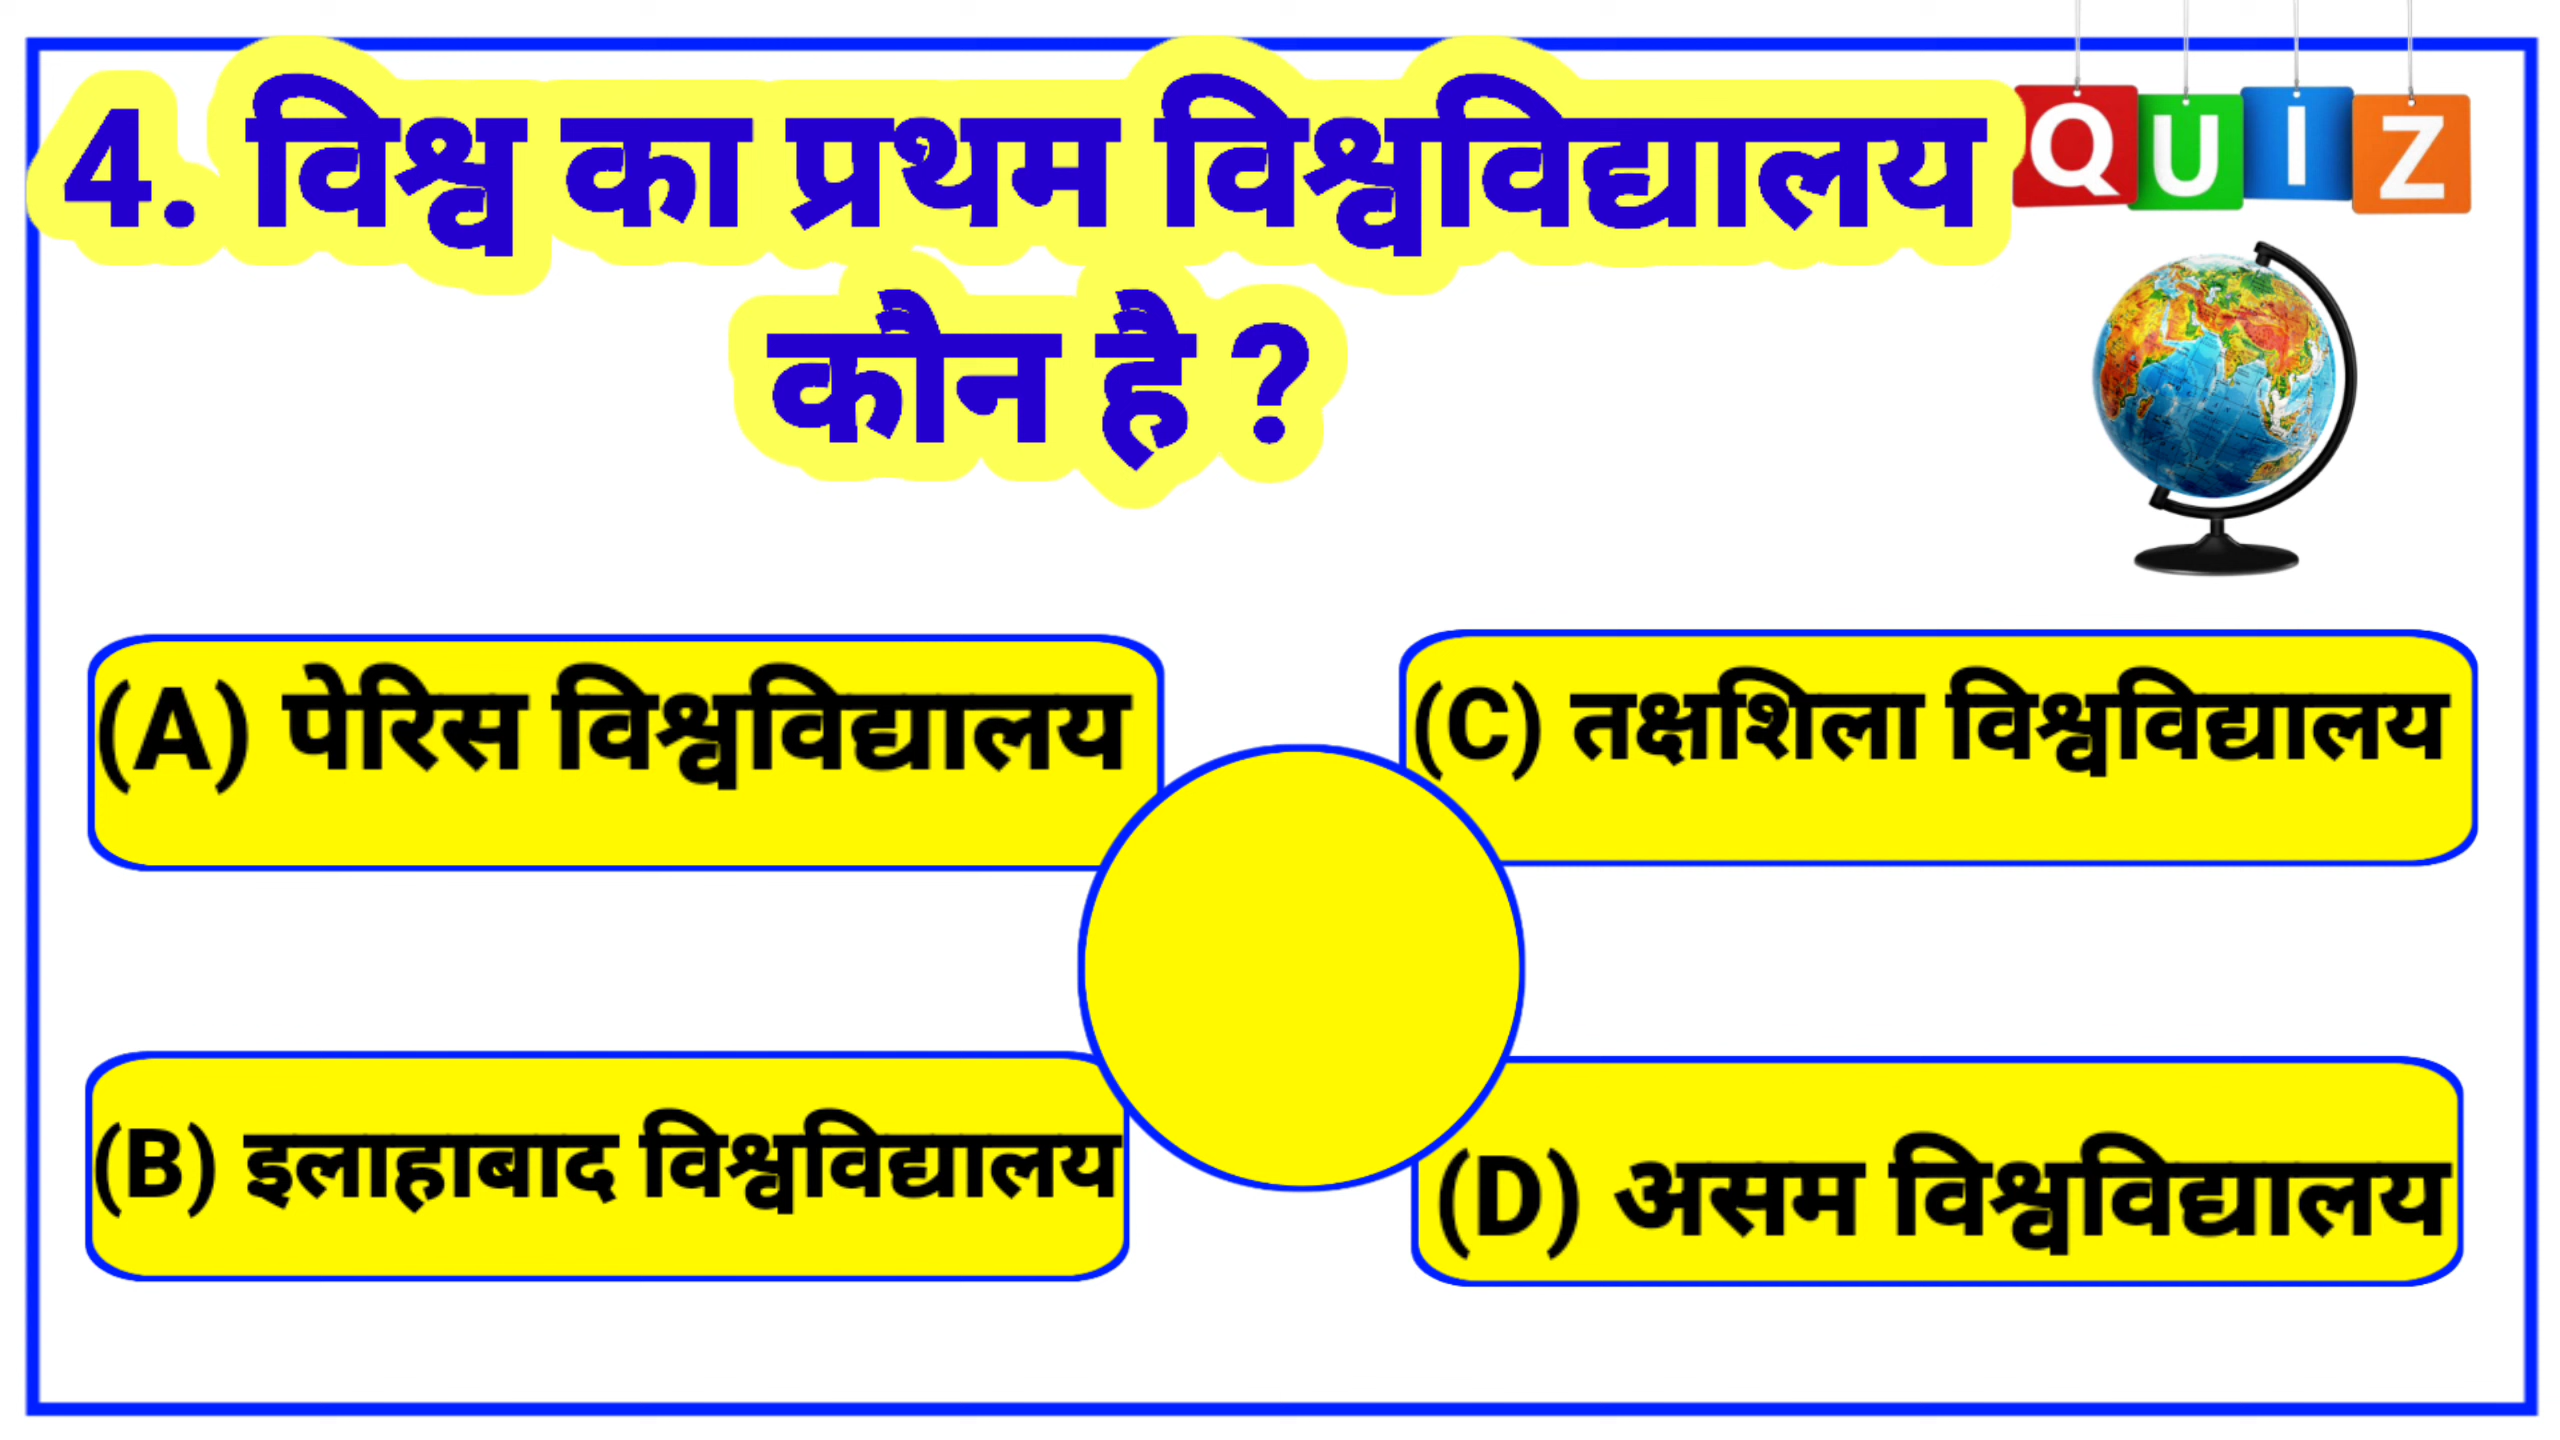 4. विश्व का प्रथम विश्वविद्यालय
कौन है ?
QUIZ
(A) पेरिस विश्वविद्यालय
(C) तक्षशिला विश्वविद्यालय
(B) इलाहाबाद विश्वविद्यालय
(D) असम विश्वविद्यालय